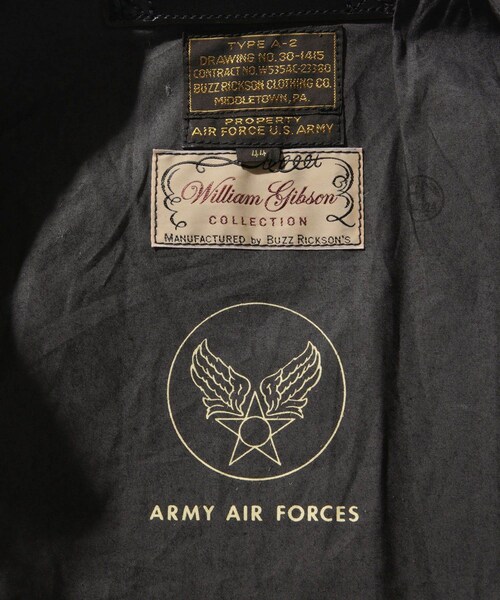 TYPE A-2
DRAWING NO. 30-1415
CONTRACT NO. W535AC-23380
BUZZ RICKSON CLOTHING CO.
MIDDLETOWN, PA.
PROPERTY
AIR FORCE U.S. ARMY
44
William Gibson
COLLECTION
MANUFACTURED by BUZZ RICKSON'S
ARMY AIR FORCES